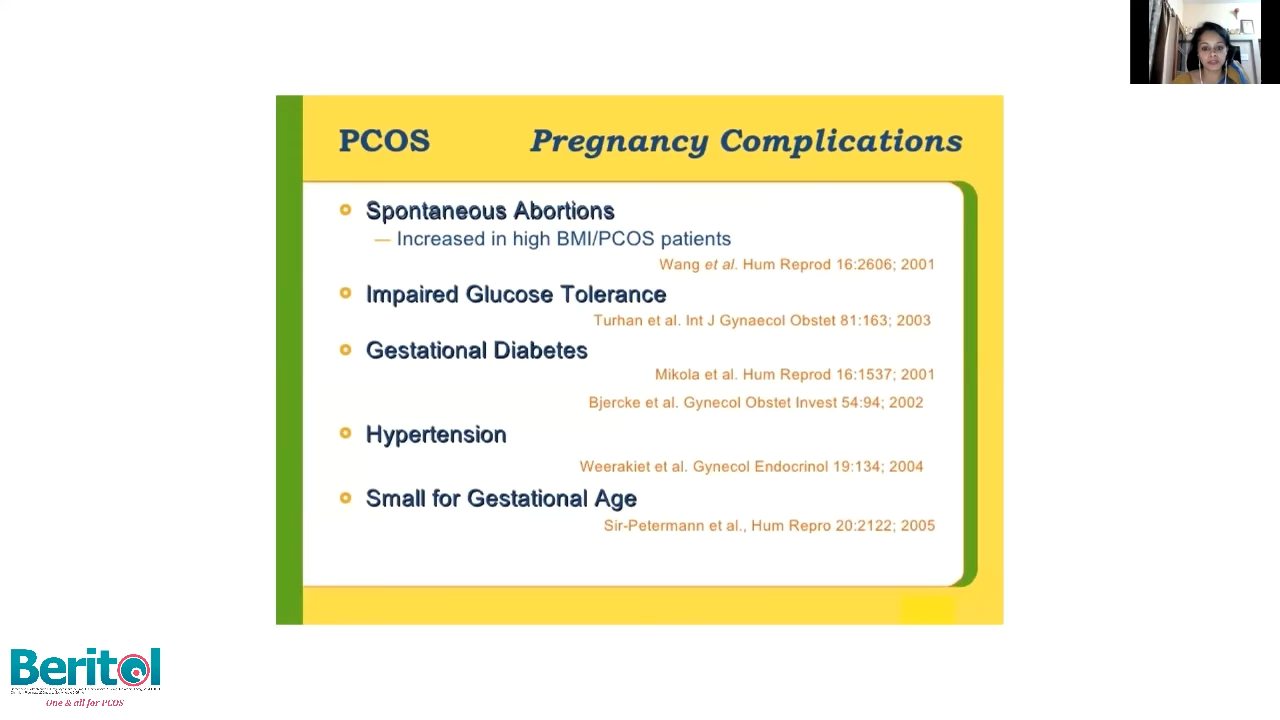 PCOS Pregnancy Complications
Spontaneous Abortions
— Increased in high BMI/PCOS patients
Wang et al. Hum Reprod 16:2606; 2001
Impaired Glucose Tolerance
Turhan et al. Int J Gynaecol Obstet 81:163; 2003
Gestational Diabetes
Mikola et al. Hum Reprod 16:1537; 2001
Bjercke et al. Gynecol Obstet Invest 54:94; 2002
Hypertension
Weerakiet et al. Gynecol Endocrinol 19:134; 2004
Small for Gestational Age
Sir-Petermann et al., Hum Repro 20:2122; 2005
Beritol
One & all for PCOS